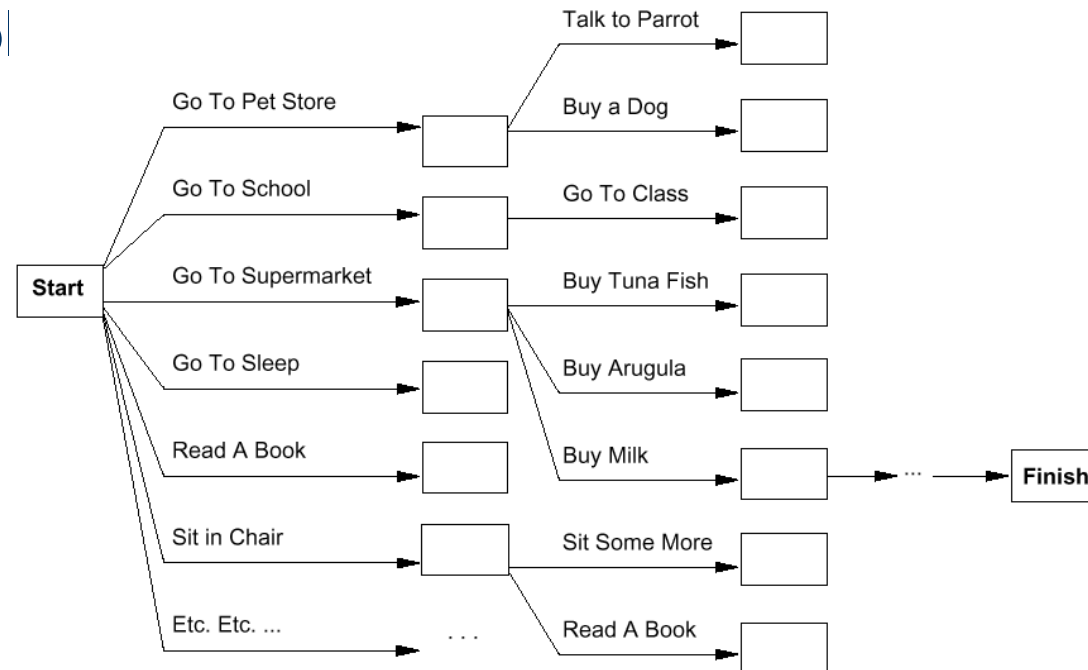 Talk to Parrot
Go To Pet Store
Buy a Dog
Go To School
Go To Class
Start
Go To Supermarket
Buy Tuna Fish
Go To Sleep
Buy Arugula
Read A Book
Buy Milk
...
Finish
Sit in Chair
Sit Some More
Etc. Etc. ...
. . .
Read A Book